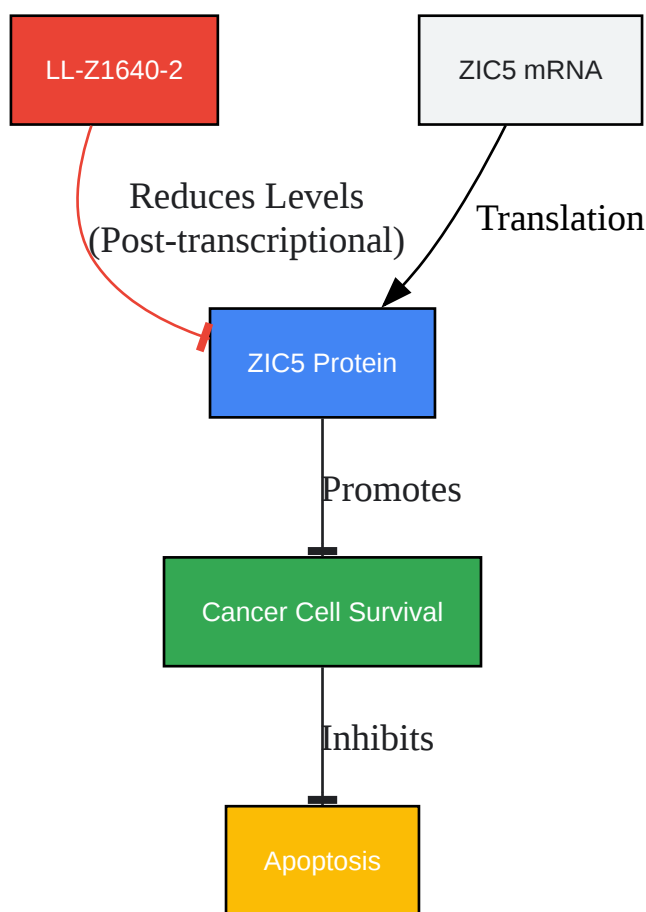 LL-Z1640-2
ZIC5 mRNA
Reduces Levels
(Post-transcriptional)
Translation
ZIC5 Protein
Promotes
Cancer Cell Survival
Inhibits
Apoptosis